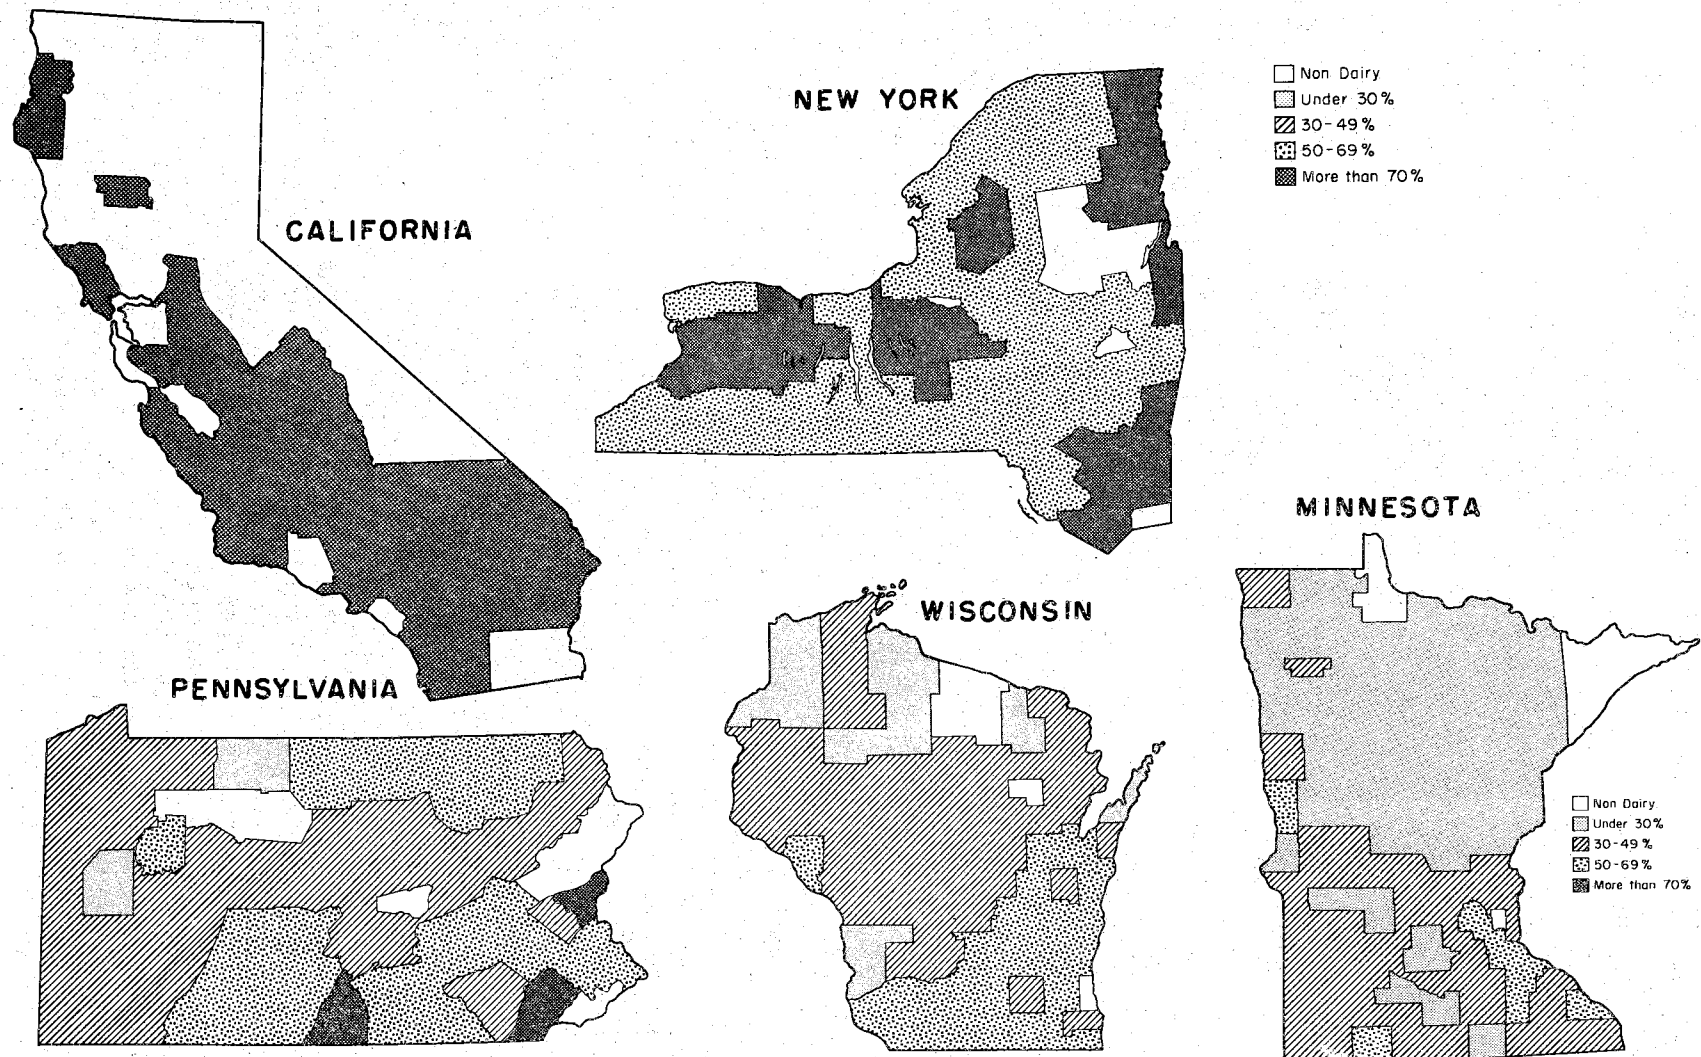 NEW YORK
Non Dairy
Under 30%
30-49%
50-69%
More than 70%
CALIFORNIA
MINNESOTA
WISCONSIN
PENNSYLVANIA
Non Dairy
Under 30%
30-49%
50-69%
More than 70%